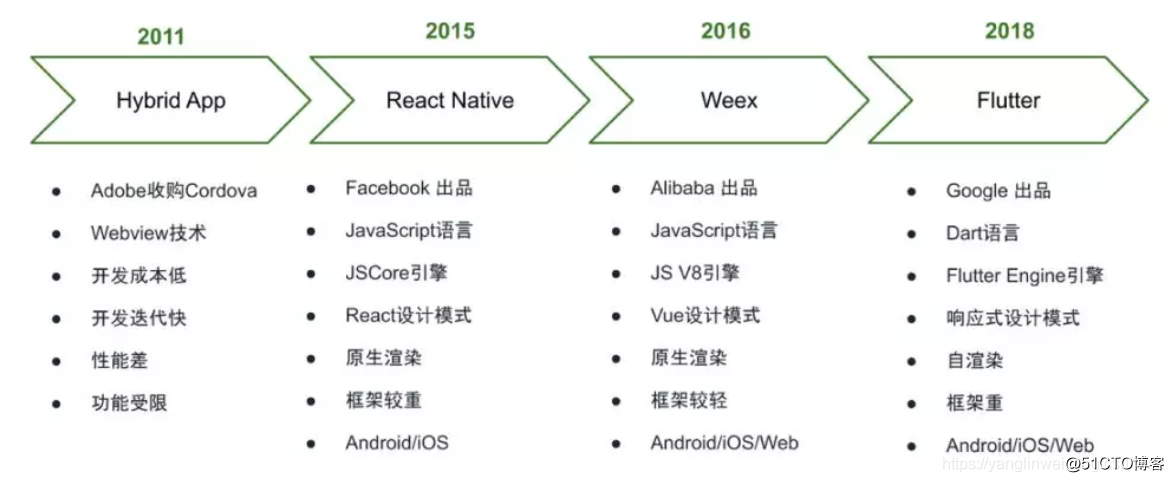 2011
2015
2016
2018
Hybrid App
React Native
Weex
Flutter
Adobe收购Cordova
Webview技术
开发成本低
开发迭代快
性能差
功能受限
Facebook 出品
JavaScript语言
JSCore引擎
React设计模式
原生渲染
框架较重
Android/iOS
Alibaba 出品
JavaScript语言
JS V8引擎
Vue设计模式
原生渲染
框架较轻
Android/iOS/Web
Google 出品
Dart语言
Flutter Engine引擎
响应式设计模式
自渲染
框架重
Android/iOS/Web
@51CTO博客